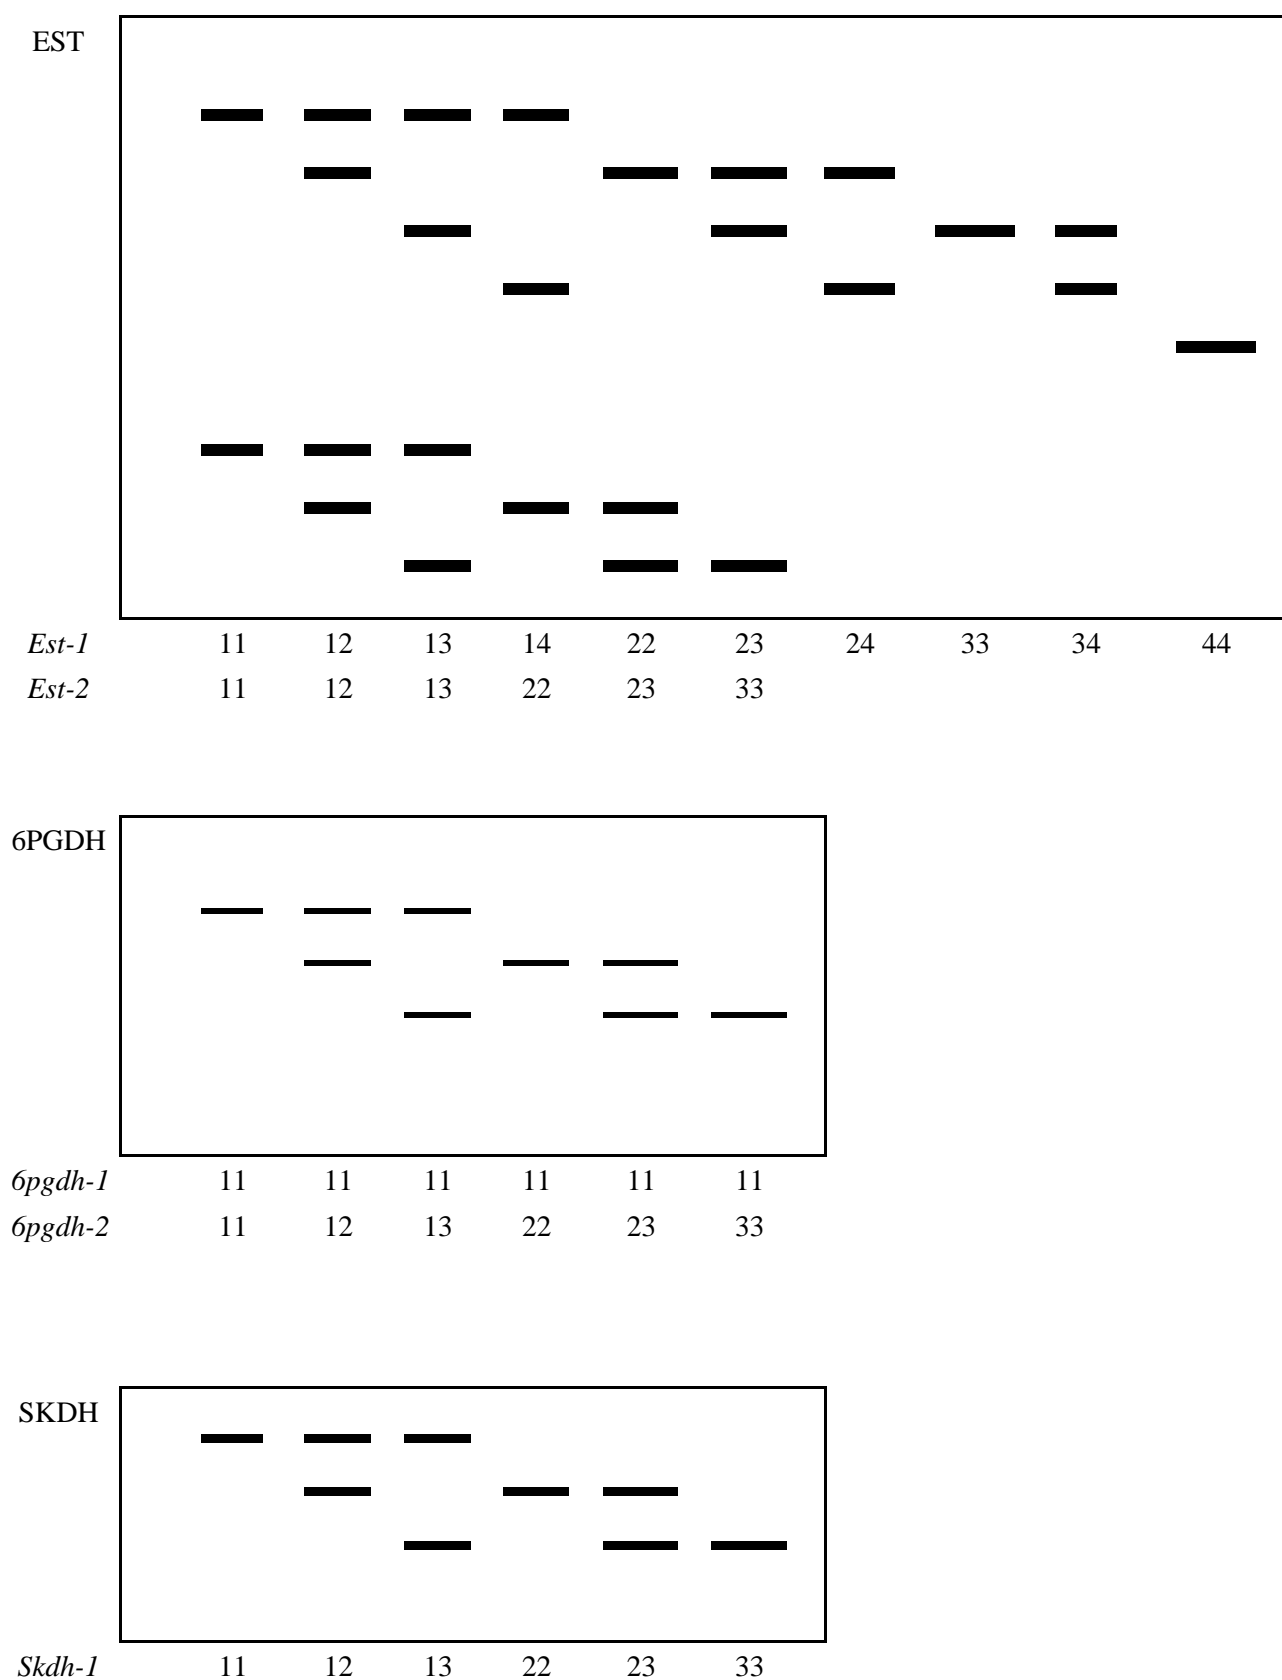 EST
Est-1 11 12 13 14 22 23 24 33 34 44
Est-2 11 12 13 22 23 33
6PGDH
6pgdh-1 11 11 11 11 11 11
6pgdh-2 11 12 13 22 23 33
SKDH
Skdh-1 11 12 13 22 23 33